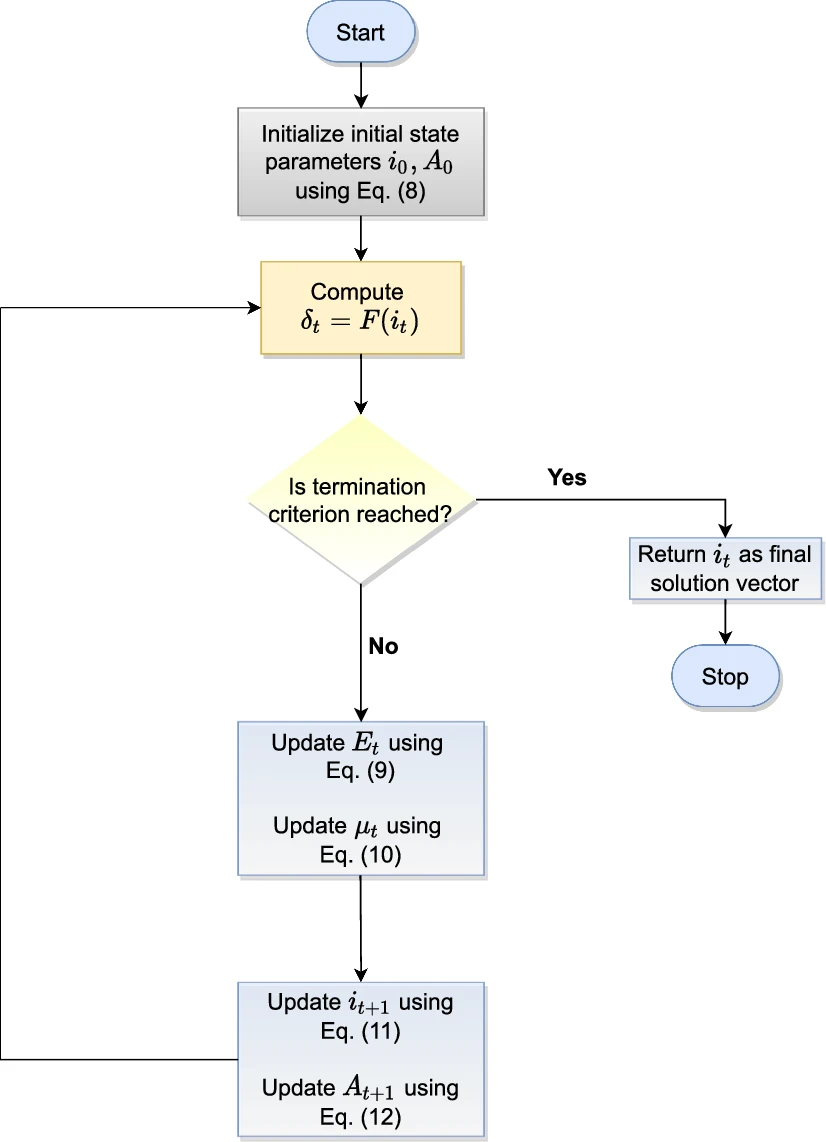 Start
Initialize initial state
parameters i₀, A₀
using Eq. (8)
Compute
δₜ = F(iₜ)
Is termination
criterion reached?
Yes
Return iₜ as final
solution vector
Stop
No
Update Eₜ using
Eq. (9)
Update μₜ using
Eq. (10)
Update iₜ₊₁ using
Eq. (11)
Update Aₜ₊₁ using
Eq. (12)